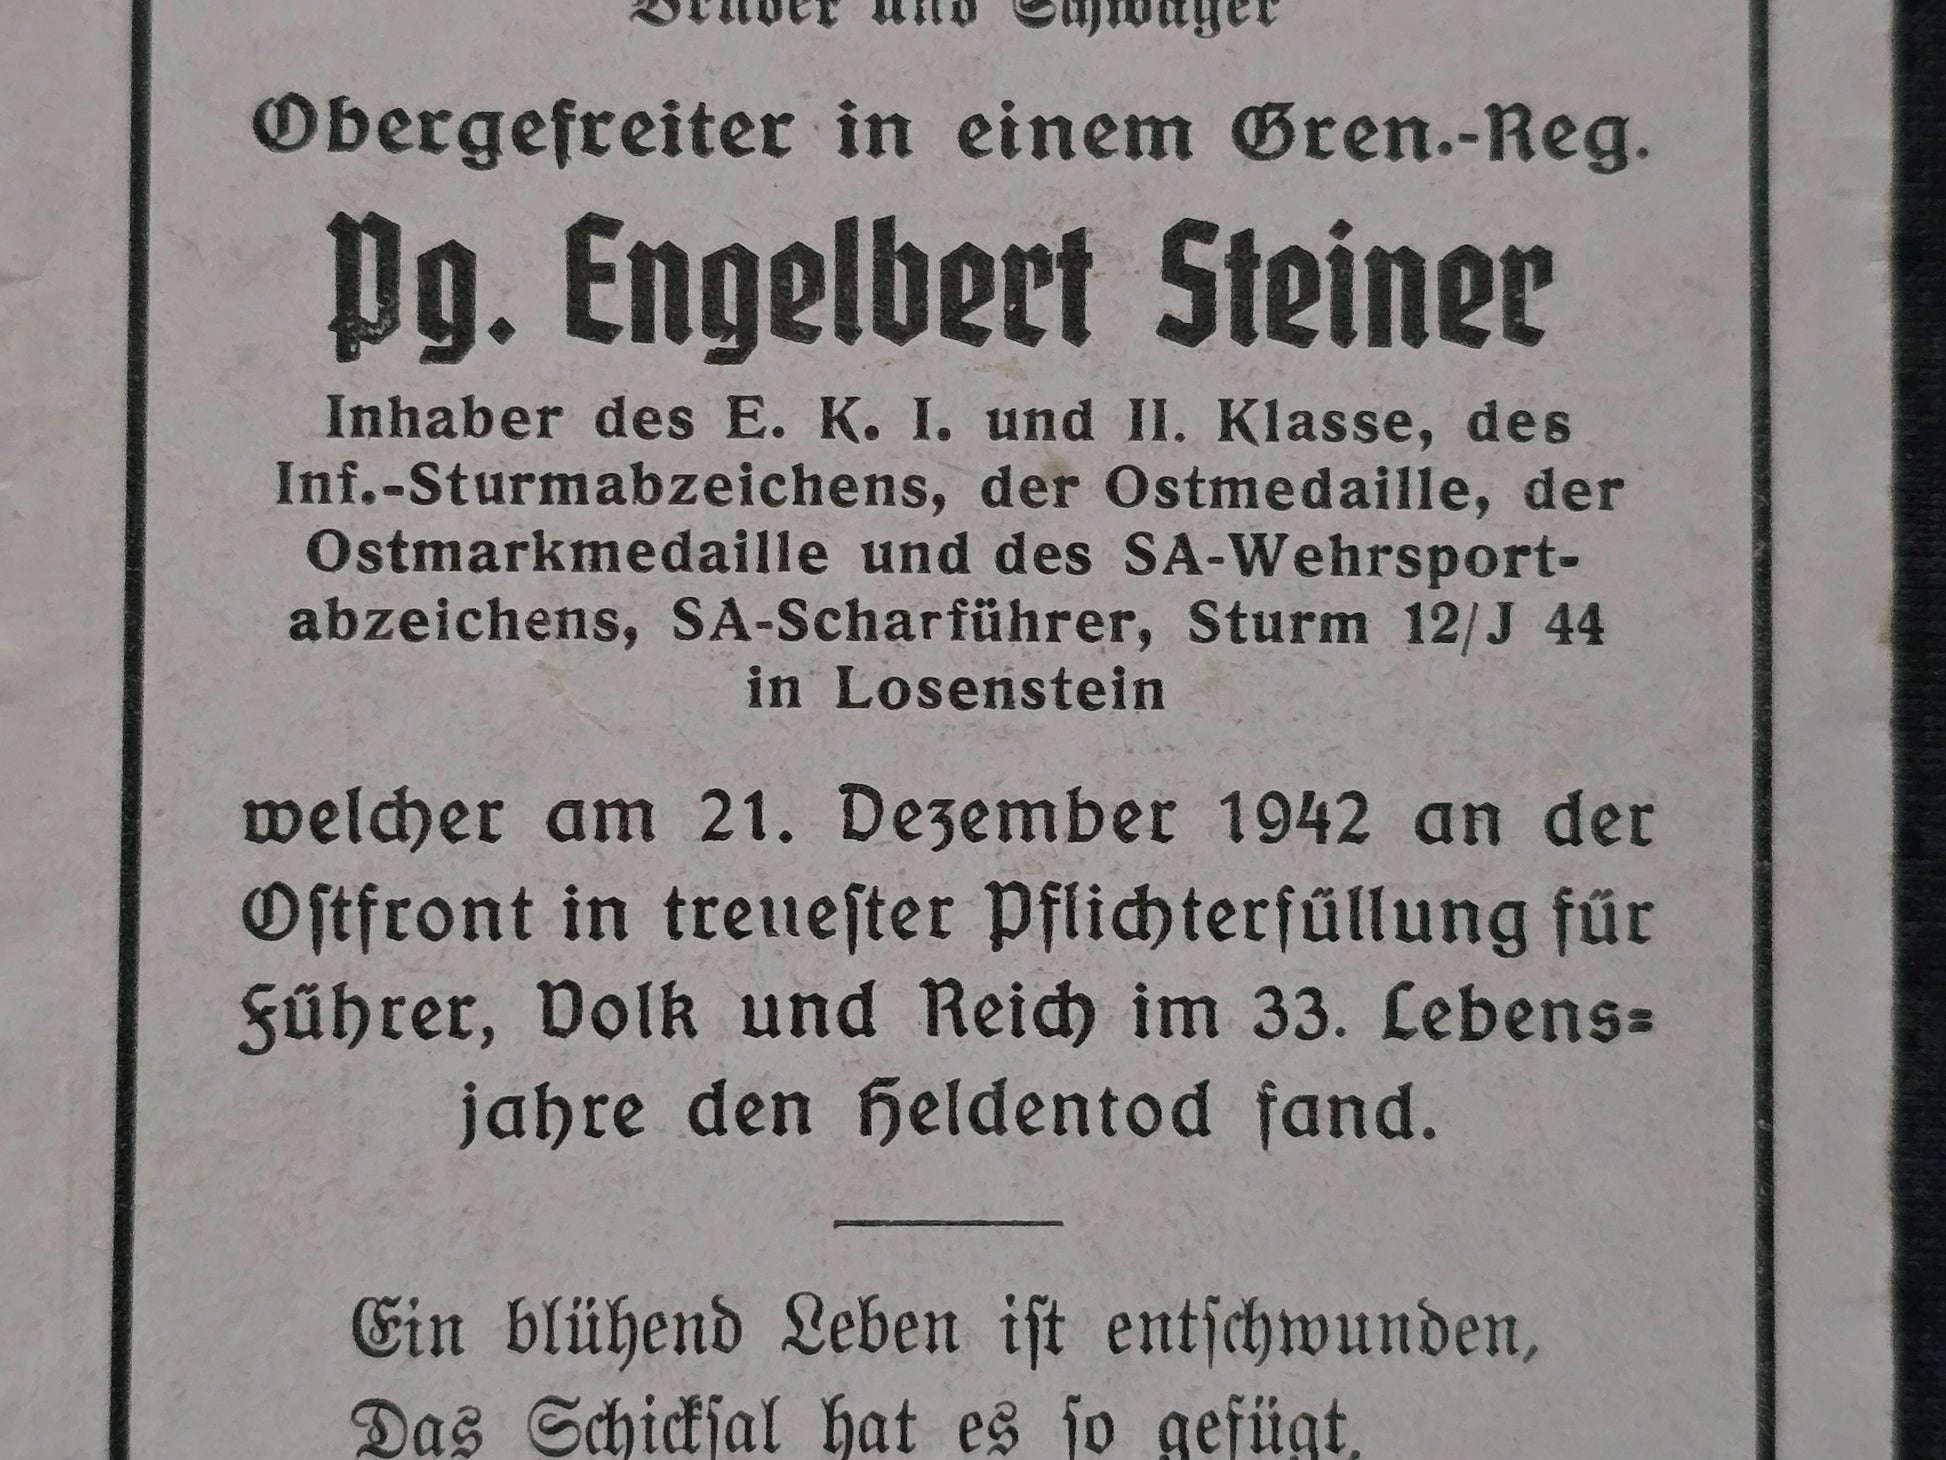 Bruder und Schwager
Obergefreiter in einem Gren.-Reg.
Pg. Engelbert Steiner
Inhaber des E. K. I. und II. Klasse, des
Inf.-Sturmabzeichens, der Ostmedaille, der
Ostmarkmedaille und des SA-Wehrsport-
abzeichens, SA-Scharführer, Sturm 12/J 44
in Losenstein
welcher am 21. Dezember 1942 an der
Oſtfront in treueſter Pflichterfüllung für
Führer, Volk und Reich im 33. Lebens-
jahre den Heldentod fand.
Ein blühend Leben iſt entſchwunden,
Das Schickſal hat es ſo gefügt,